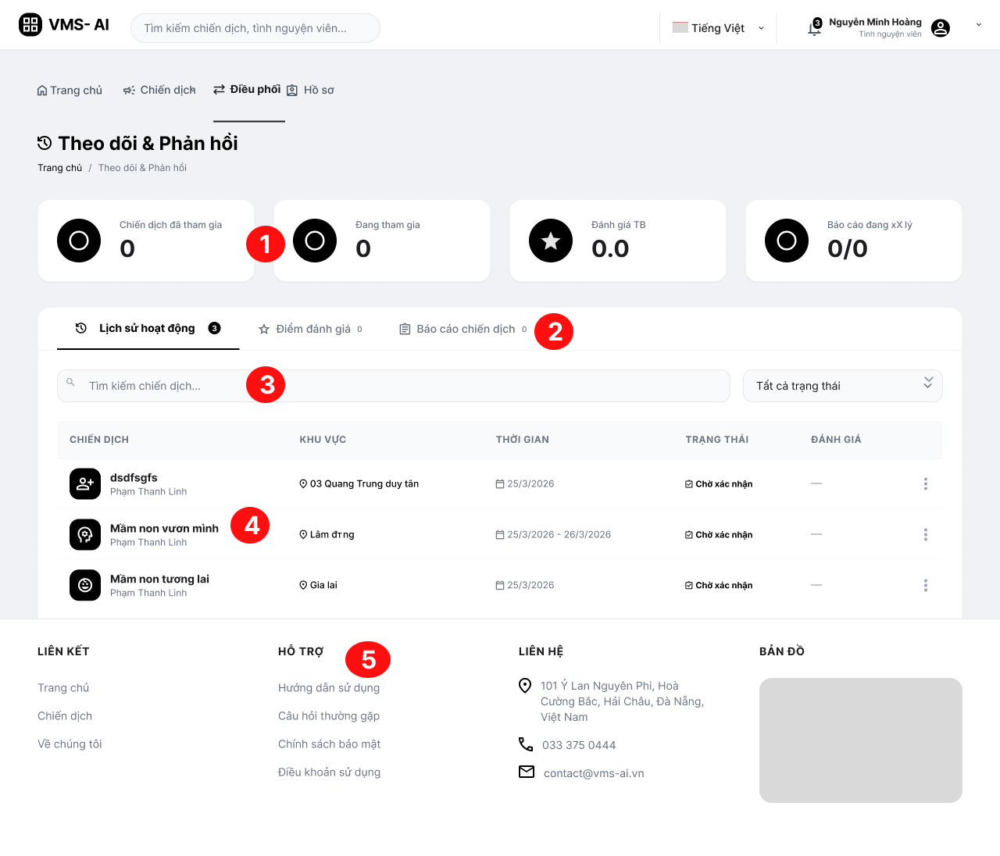 VMS- AI
Tìm kiếm chiến dịch, tình nguyện viên...
Tiếng Việt
3
Nguyễn Minh Hoàng
Tình nguyện viên
Trang chủ
Chiến dịch
Điều phối
Hồ sơ
Theo dõi & Phản hồi
Trang chủ / Theo dõi & Phản hồi
Chiến dịch đã tham gia
0
1
Đang tham gia
0
Đánh giá TB
0.0
Báo cáo đang xX lý
0/0
Lịch sử hoạt động 3
Điểm đánh giá 0
Báo cáo chiến dịch 0
2
Tìm kiếm chiến dịch...
3
Tất cả trạng thái
CHIẾN DỊCH KHU VỰC THỜI GIAN TRẠNG THÁI ĐÁNH GIÁ
dsdfsgfs
Phạm Thanh Linh
03 Quang Trung duy tân
25/3/2026
Chờ xác nhận
—
Mầm non vươn mình
Phạm Thanh Linh
4
Lâm đтng
25/3/2026 - 26/3/2026
Chờ xác nhận
—
Mầm non tương lai
Phạm Thanh Linh
Gia lai
25/3/2026
Chờ xác nhận
—
LIÊN KẾT
Trang chủ
Chiến dịch
Về chúng tôi
HỖ TRỢ
5
Hướng dẫn sử dụng
Câu hỏi thường gặp
Chính sách bảo mật
Điều khoản sử dụng
LIÊN HỆ
101 Ỷ Lan Nguyên Phi, Hoà
Cường Bắc, Hải Châu, Đà Nẵng,
Việt Nam
033 375 0444
contact@vms-ai.vn
BẢN ĐỒ